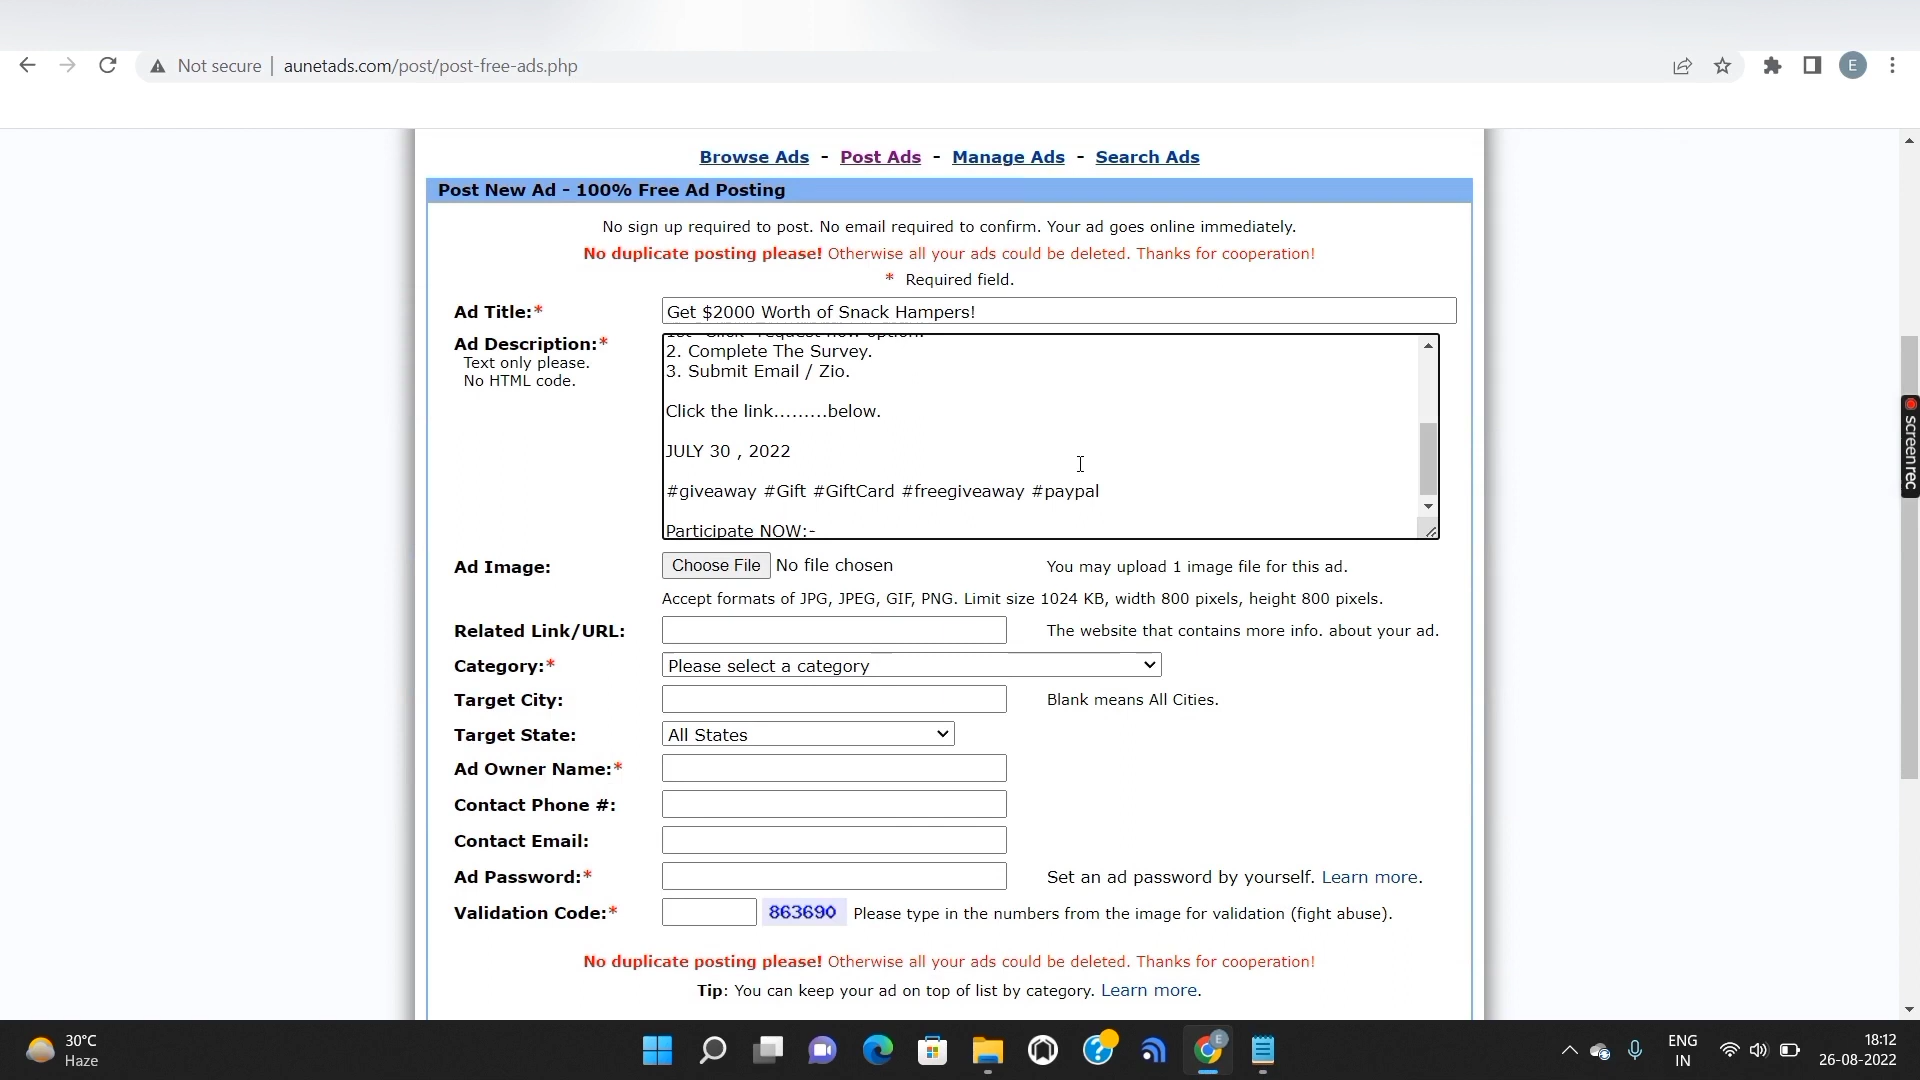 Not secure | aunetads.com/post/post-free-ads.php
E
Browse Ads - Post Ads - Manage Ads - Search Ads
Post New Ad - 100% Free Ad Posting
No sign up required to post. No email required to confirm. Your ad goes online immediately.
No duplicate posting please! Otherwise all your ads could be deleted. Thanks for cooperation!
* Required field.
Ad Title:* Get $2000 Worth of Snack Hampers!
Ad Description:*
Text only please.
No HTML code.
2. Complete The Survey.
3. Submit Email / Zio.
Click the link.........below.
JULY 30 , 2022
#giveaway #Gift #GiftCard #freegiveaway #paypal
Participate NOW:-
Ad Image: Choose File No file chosen You may upload 1 image file for this ad.
Accept formats of JPG, JPEG, GIF, PNG. Limit size 1024 KB, width 800 pixels, height 800 pixels.
Related Link/URL: The website that contains more info. about your ad.
Category:* Please select a category
Target City: Blank means All Cities.
Target State: All States
Ad Owner Name:*
Contact Phone #:
Contact Email:
Ad Password:* Set an ad password by yourself. Learn more.
Validation Code:* 863690 Please type in the numbers from the image for validation (fight abuse).
No duplicate posting please! Otherwise all your ads could be deleted. Thanks for cooperation!
Tip: You can keep your ad on top of list by category. Learn more.
screenrec
30°C
Haze
E
ENG
IN
18:12
26-08-2022